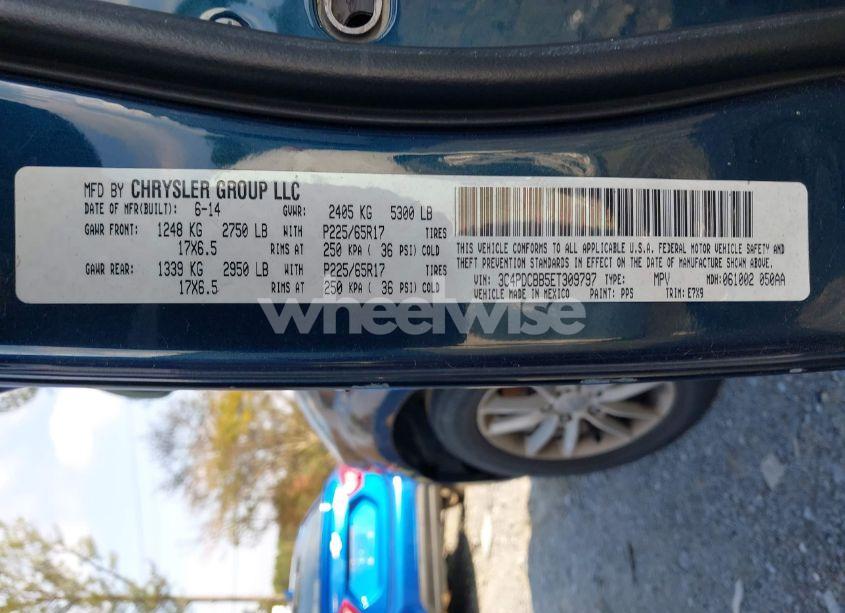 MFD BY CHRYSLER GROUP LLC
DATE OF MFR(BUILT): 6-14 GVWR: 2405 KG 5300 LB
GAWR FRONT: 1248 KG 2750 LB WITH P225/65R17 TIRES
17X6.5 RIMS AT 250 KPA ( 36 PSI) COLD
GAWR REAR: 1339 KG 2950 LB WITH P225/65R17 TIRES
17X6.5 RIMS AT 250 KPA ( 36 PSI) COLD
THIS VEHICLE CONFORMS TO ALL APPLICABLE U.S.A. FEDERAL MOTOR VEHICLE SAFETY AND
THEFT PREVENTION STANDARDS IN EFFECT ON THE DATE OF MANUFACTURE SHOWN ABOVE.
VIN: 3C4PDCBB5ET309797 TYPE: MPV MDH:061002 050AA
VEHICLE MADE IN MEXICO PAINT: PPS TRIM: E7X9
wheelwise